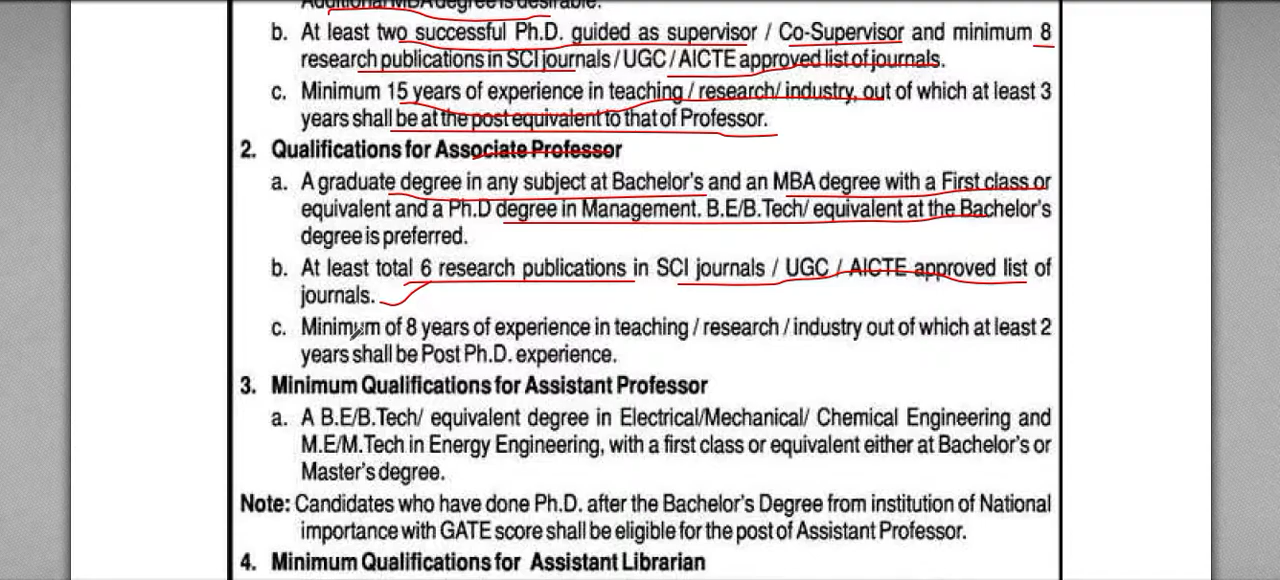 Additional MBA degree is desirable.
b. At least two successful Ph.D. guided as supervisor / Co-Supervisor and minimum 8
research publications in SCI journals / UGC / AICTE approved list of journals.
c. Minimum 15 years of experience in teaching / research/ industry, out of which at least 3
years shall be at the post equivalent to that of Professor.
2. Qualifications for Associate Professor
a. A graduate degree in any subject at Bachelor's and an MBA degree with a First class or
equivalent and a Ph.D degree in Management. B.E/B.Tech/ equivalent at the Bachelor's
degree is preferred.
b. At least total 6 research publications in SCI journals / UGC / AICTE approved list of
journals.
c. Minimum of 8 years of experience in teaching / research / industry out of which at least 2
years shall be Post Ph.D. experience.
3. Minimum Qualifications for Assistant Professor
a. A B.E/B.Tech/ equivalent degree in Electrical/Mechanical/ Chemical Engineering and
M.E/M.Tech in Energy Engineering, with a first class or equivalent either at Bachelor's or
Master's degree.
Note: Candidates who have done Ph.D. after the Bachelor's Degree from institution of National
importance with GATE score shall be eligible for the post of Assistant Professor.
4. Minimum Qualifications for Assistant Librarian